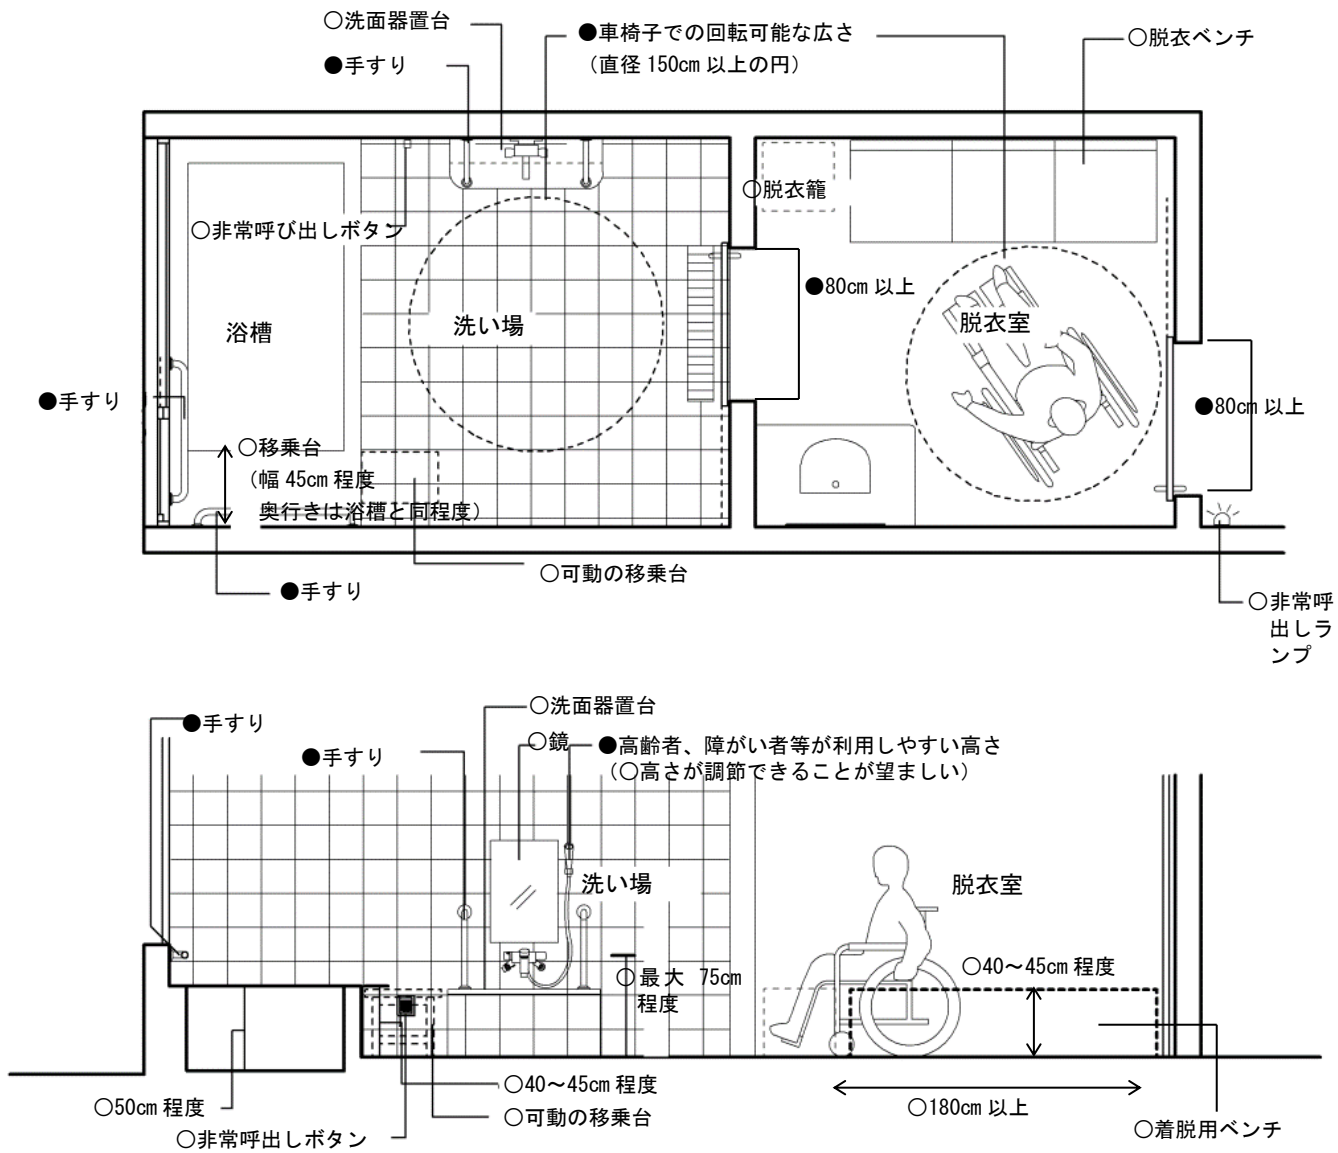 ○洗面器置台
●車椅子での回転可能な広さ
（直径 150cm 以上の円）
○脱衣ベンチ
●手すり
○脱衣籠
○非常呼び出しボタン
●80cm 以上
浴槽
洗い場
脱衣室
●手すり
●80cm 以上
○移乗台
（幅 45cm 程度
奥行きは浴槽と同程度）
○可動の移乗台
●手すり
○非常呼
出しラ
ンプ
●手すり
○洗面器置台
○鏡
●手すり
●高齢者、障がい者等が利用しやすい高さ
（○高さが調節できることが望ましい）
洗い場
脱衣室
○最大 75cm
程度
○40～45cm 程度
○50cm 程度
○40～45cm 程度
○180cm 以上
○非常呼出しボタン
○可動の移乗台
○着脱用ベンチ